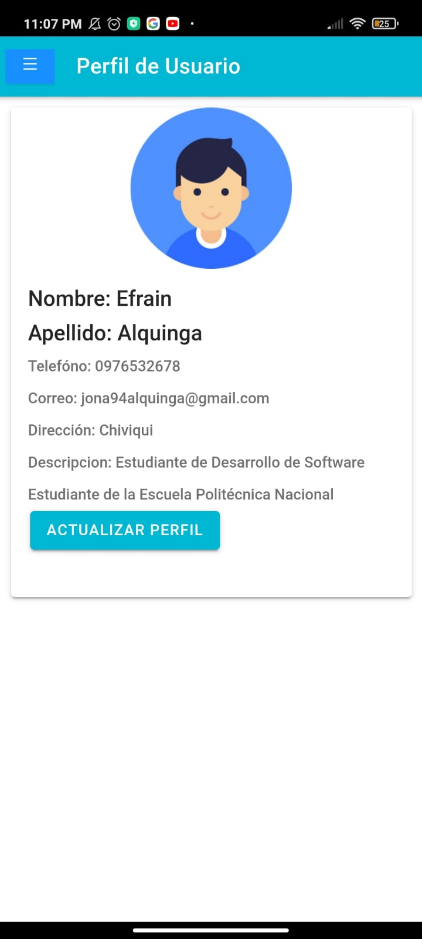 11:07 PM
25
Perfil de Usuario
Nombre: Efrain
Apellido: Alquinga
Telefóno: 0976532678
Correo: jona94alquinga@gmail.com
Dirección: Chiviqui
Descripcion: Estudiante de Desarrollo de Software
Estudiante de la Escuela Politécnica Nacional
ACTUALIZAR PERFIL